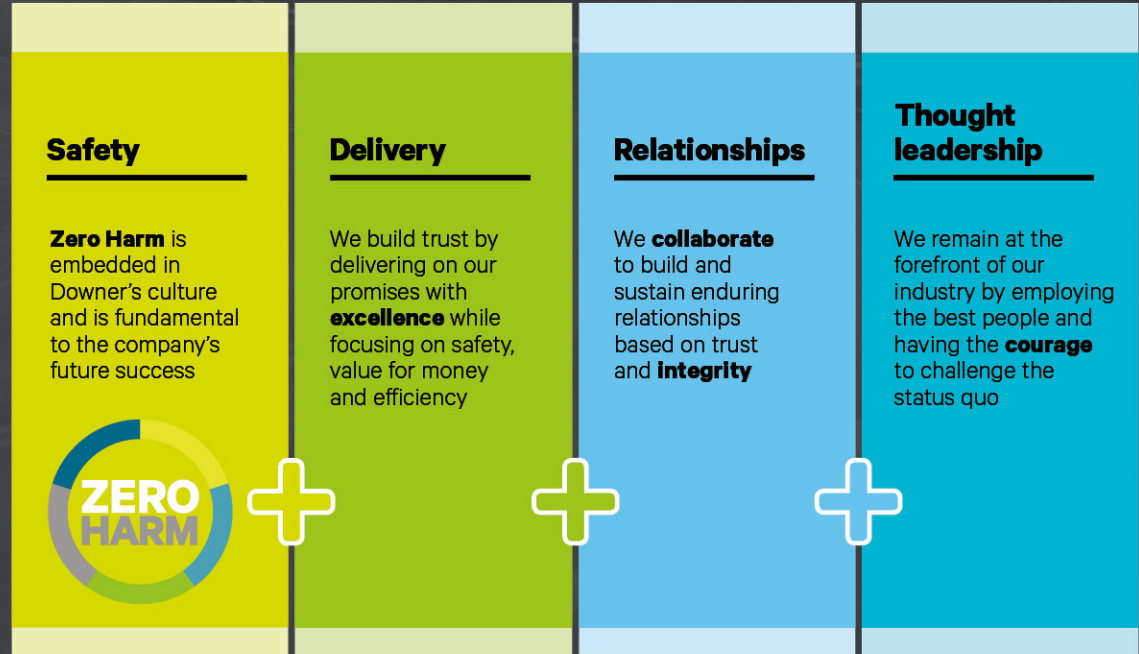 Safety
Zero Harm is
embedded in
Downer's culture
and is fundamental
to the company's
future success
ZERO
HARM
Delivery
We build trust by
delivering on our
promises with
excellence while
focusing on safety,
value for money
and efficiency
Relationships
We collaborate
to build and
sustain enduring
relationships
based on trust
and integrity
Thought
leadership
We remain at the
forefront of our
industry by employing
the best people and
having the courage
to challenge the
status quo